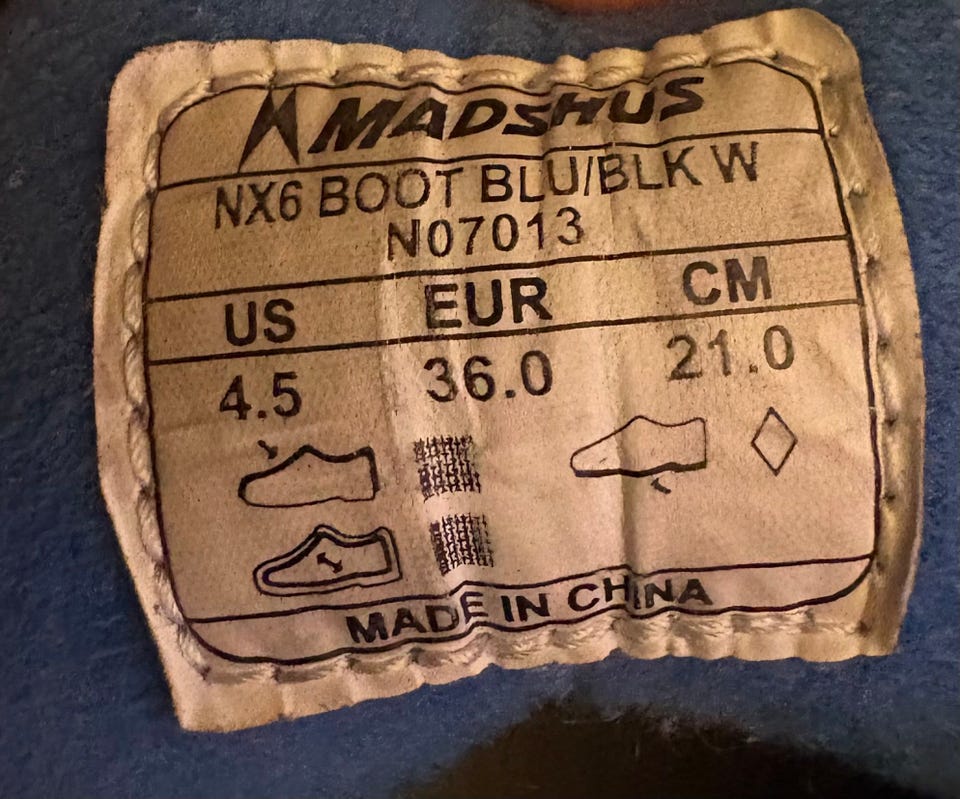 MADSHUS
NX6 BOOT BLU/BLK W
N07013
US EUR CM
4.5 36.0 21.0
MADE IN CHINA